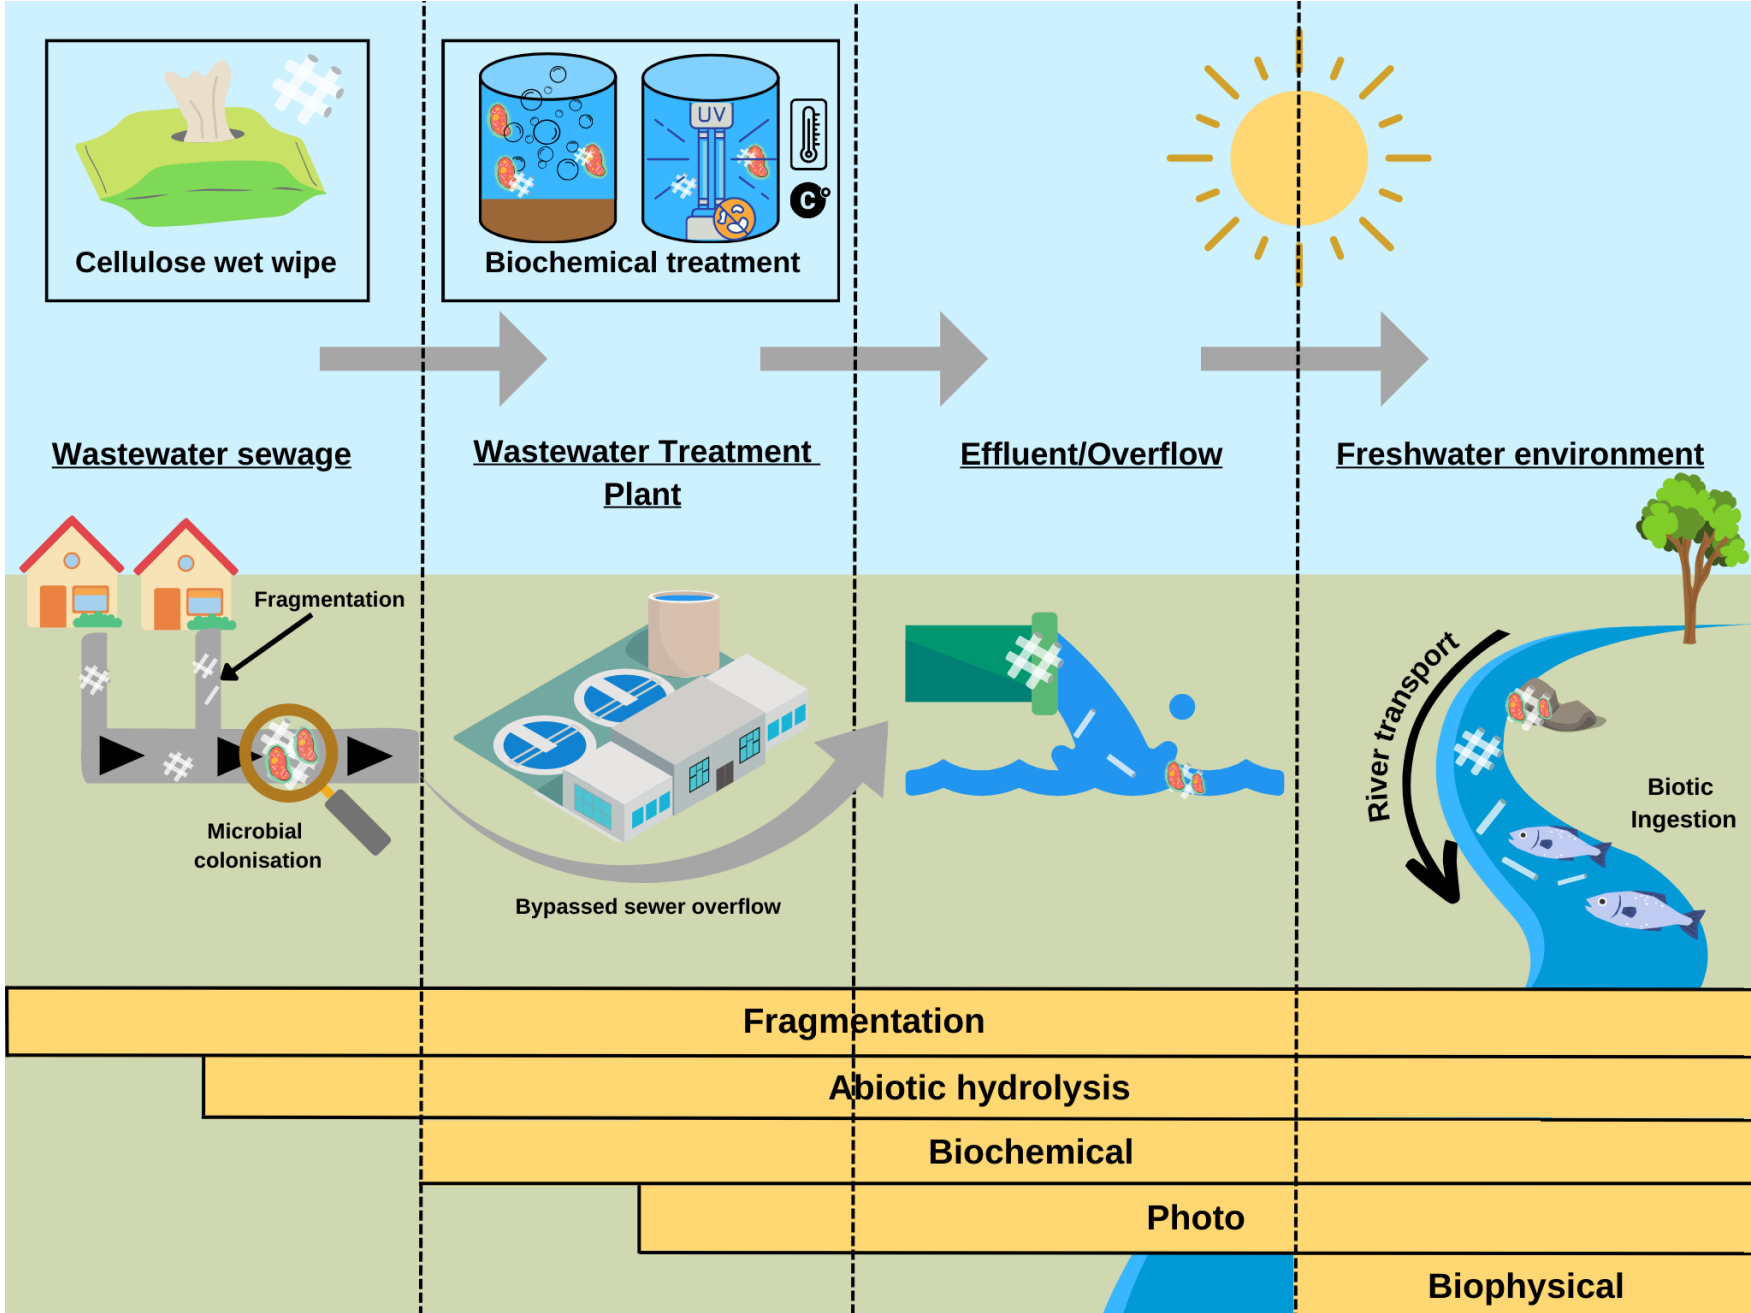 Cellulose wet wipe
UV
C°
Biochemical treatment
Wastewater sewage
Wastewater Treatment
Plant
Effluent/Overflow
Freshwater environment
Fragmentation
Microbial
colonisation
Bypassed sewer overflow
River transport
Biotic
Ingestion
Fragmentation
Abiotic hydrolysis
Biochemical
Photo
Biophysical